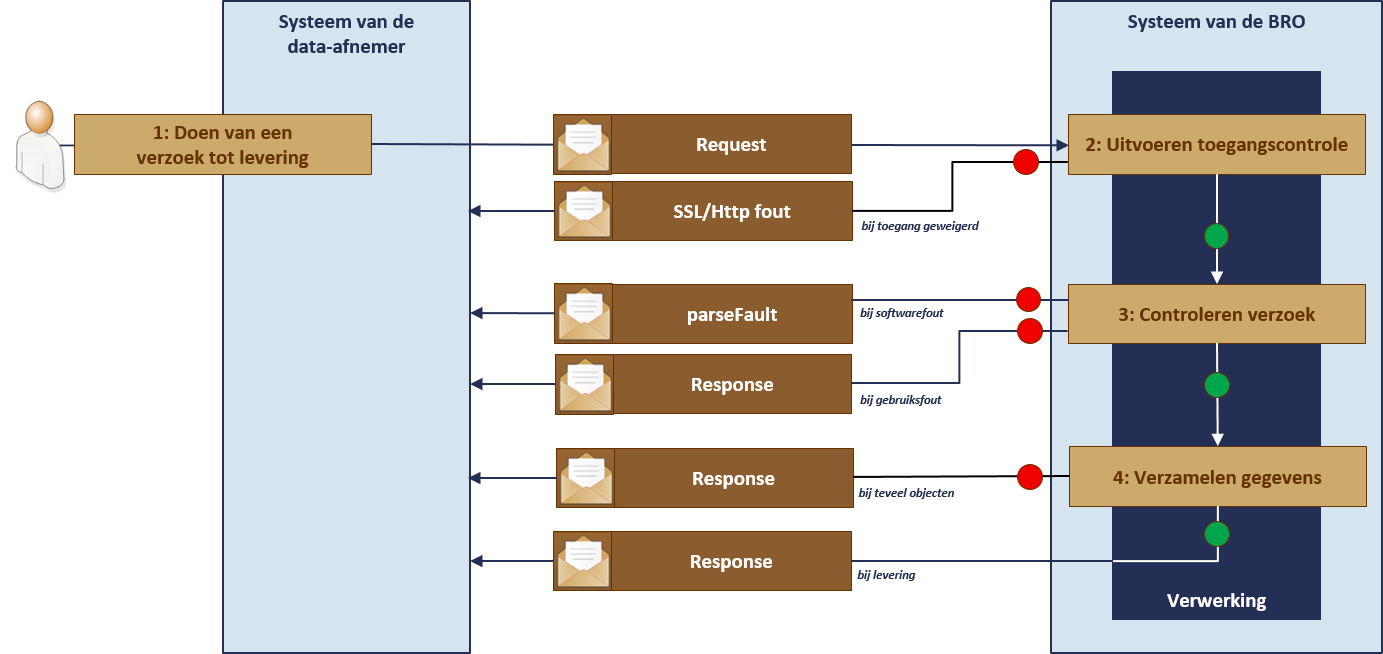 Systeem van de
data-afnemer
Systeem van de BRO
1: Doen van een
verzoek tot levering
Request
2: Uitvoeren toegangscontrole
SSL/Http fout
bij toegang geweigerd
parseFault
bij softwarefout
3: Controleren verzoek
Response
bij gebruiksfout
Response
bij teveel objecten
4: Verzamelen gegevens
Response
bij levering
Verwerking